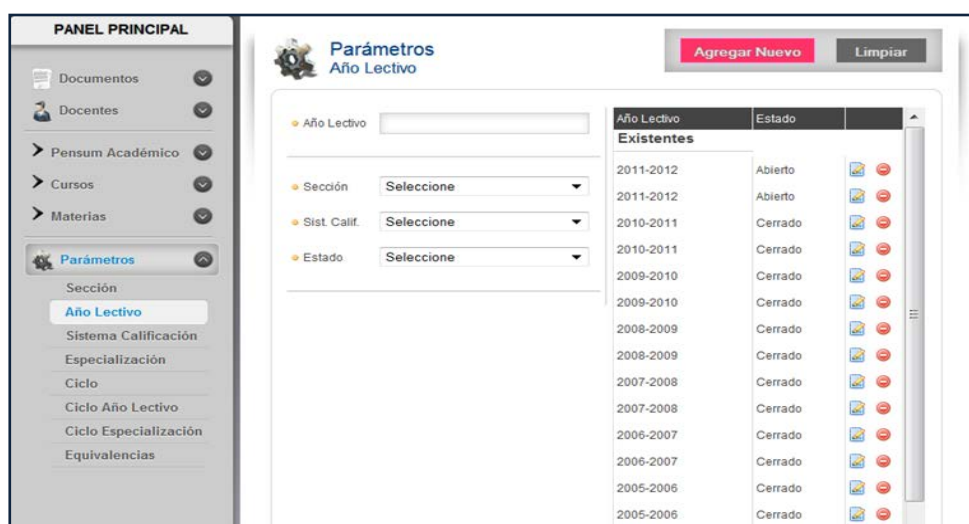 PANEL PRINCIPAL
Documentos
Docentes
Pensum Académico
Cursos
Materias
Parámetros
Sección
Año Lectivo
Sistema Calificación
Especialización
Ciclo
Ciclo Año Lectivo
Ciclo Especialización
Equivalencias
Parámetros
Año Lectivo
Agregar Nuevo
Limpiar
Año Lectivo
Sección Seleccione
Sist. Calif. Seleccione
Estado Seleccione
Año Lectivo Estado
Existentes
2011-2012 Abierto
2011-2012 Abierto
2010-2011 Cerrado
2010-2011 Cerrado
2009-2010 Cerrado
2009-2010 Cerrado
2008-2009 Cerrado
2008-2009 Cerrado
2007-2008 Cerrado
2007-2008 Cerrado
2006-2007 Cerrado
2006-2007 Cerrado
2005-2006 Cerrado
2005-2006 Cerrado